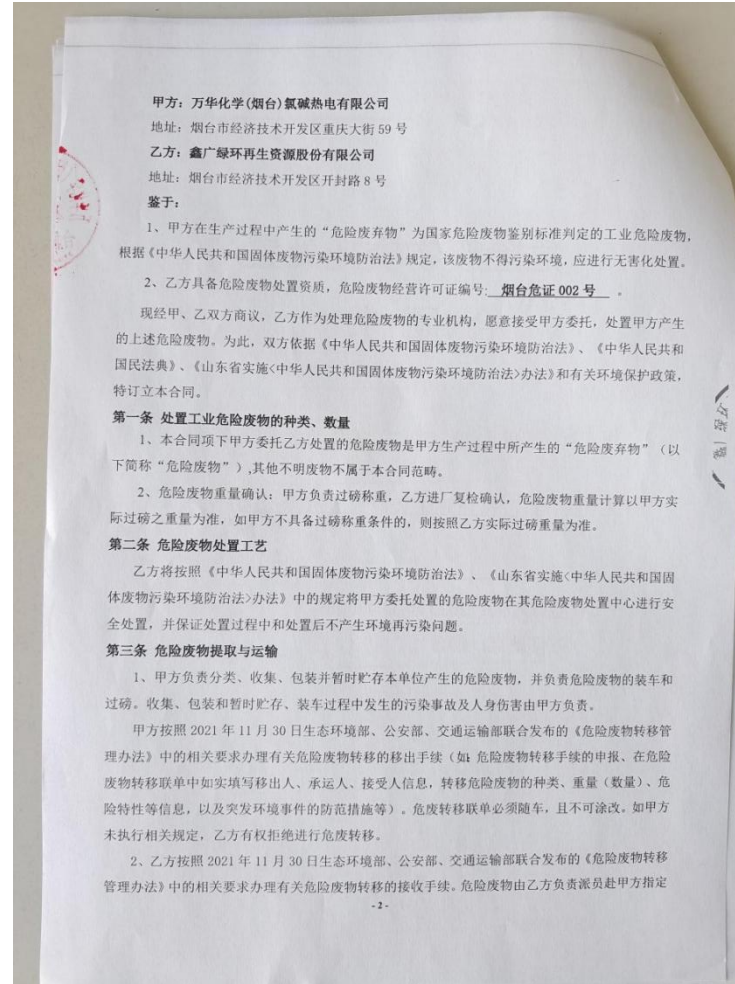 甲方：万华化学(烟台)氯碱热电有限公司
地址：烟台市经济技术开发区重庆大街 59 号
乙方：鑫广绿环再生资源股份有限公司
地址：烟台市经济技术开发区开封路 8 号
鉴于：
1、甲方在生产过程中产生的“危险废弃物”为国家危险废物鉴别标准判定的工业危险废物，
根据《中华人民共和国固体废物污染环境防治法》规定，该废物不得污染环境，应进行无害化处置。
2、乙方具备危险废物处置资质，危险废物经营许可证编号: 烟台危证 002 号 。
现经甲、乙双方商议，乙方作为处理危险废物的专业机构，愿意接受甲方委托，处置甲方产生
的上述危险废物。为此，双方依据《中华人民共和国固体废物污染环境防治法》、《中华人民共和
国民法典》、《山东省实施<中华人民共和国固体废物污染环境防治法>办法》和有关环境保护政策，
特订立本合同。
第一条 处置工业危险废物的种类、数量
1、本合同项下甲方委托乙方处置的危险废物是甲方生产过程中所产生的“危险废弃物”（以
下简称“危险废物”）,其他不明废物不属于本合同范畴。
2、危险废物重量确认：甲方负责过磅称重，乙方进厂复检确认，危险废物重量计算以甲方实
际过磅之重量为准，如甲方不具备过磅称重条件的，则按照乙方实际过磅重量为准。
第二条 危险废物处置工艺
乙方将按照《中华人民共和国固体废物污染环境防治法》、《山东省实施<中华人民共和国固
体废物污染环境防治法>办法》中的规定将甲方委托处置的危险废物在其危险废物处置中心进行安
全处置，并保证处置过程中和处置后不产生环境再污染问题。
第三条 危险废物提取与运输
1、甲方负责分类、收集、包装并暂时贮存本单位产生的危险废物，并负责危险废物的装车和
过磅。收集、包装和暂时贮存、装车过程中发生的污染事故及人身伤害由甲方负责。
甲方按照 2021 年 11 月 30 日生态环境部、公安部、交通运输部联合发布的《危险废物转移管
理办法》中的相关要求办理有关危险废物转移的移出手续（如: 危险废物转移手续的申报、在危险
废物转移联单中如实填写移出人、承运人、接受人信息，转移危险废物的种类、重量（数量）、危
险特性等信息，以及突发环境事件的防范措施等）。危废转移联单必须随车，且不可涂改。如甲方
未执行相关规定，乙方有权拒绝进行危废转移。
2、乙方按照 2021 年 11 月 30 日生态环境部、公安部、交通运输部联合发布的《危险废物转移
管理办法》中的相关要求办理有关危险废物转移的接收手续。危险废物由乙方负责派员赴甲方指定
- 2 -